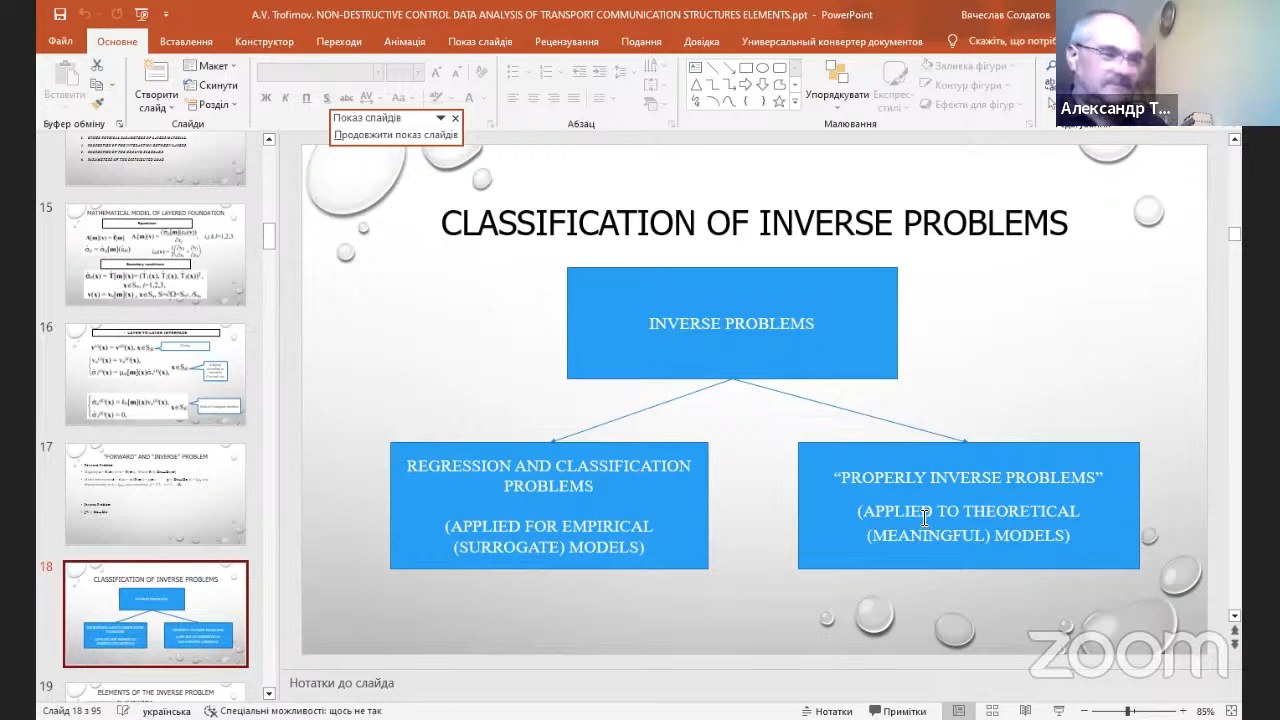 A.V. Trofimov. NON-DESTRUCTIVE CONTROL DATA ANALYSIS OF TRANSPORT COMMUNICATION STRUCTURES ELEMENTS.ppt - PowerPoint
Вячеслав Солдатов
Файл Основне Вставлення Конструктор Переходи Анімація Показ слайдів Рецензування Подання Довідка Универсальный конвертер документов Скажіть, що потріб
Александр Т...
Вставити
Створити слайд
Макет
Скинути
Розділ
Упорядкувати
Експрес-стилі
Заливка фігури
Контур фігури
Ефекти для фігур
Буфер обміну
Слайди
Абзац
Малювання
Показ слайдів
Продовжити показ слайдів
15
MATHEMATICAL MODEL OF LAYERED FOUNDATION
16
LAYER-TO-LAYER INTERFACE
17
"FORWARD" AND "INVERSE" PROBLEM
18
CLASSIFICATION OF INVERSE PROBLEMS
19
ELEMENTS OF THE INVERSE PROBLEM
CLASSIFICATION OF INVERSE PROBLEMS
INVERSE PROBLEMS
REGRESSION AND CLASSIFICATION
PROBLEMS
(APPLIED FOR EMPIRICAL
(SURROGATE) MODELS)
“PROPERLY INVERSE PROBLEMS”
(APPLIED TO THEORETICAL
(MEANINGFUL) MODELS)
zoom
Нотатки до слайда
Слайд 18 з 95 українська Спеціальні можливості: щось не так Нотатки Примітки 85%